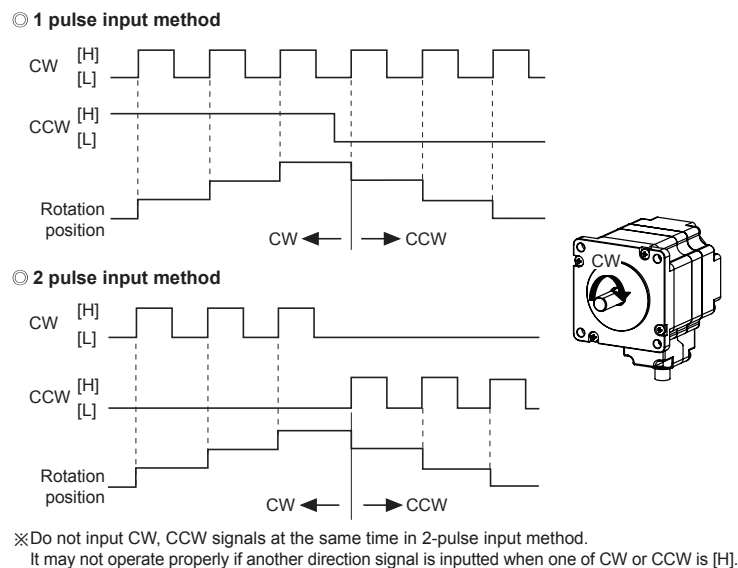 ◎ 1 pulse input method
CW [H]
[L]
CCW [H]
[L]
Rotation
position
CW CCW
CW
◎ 2 pulse input method
CW [H]
[L]
CCW [H]
[L]
Rotation
position
CW CCW
※Do not input CW, CCW signals at the same time in 2-pulse input method.
It may not operate properly if another direction signal is inputted when one of CW or CCW is [H].